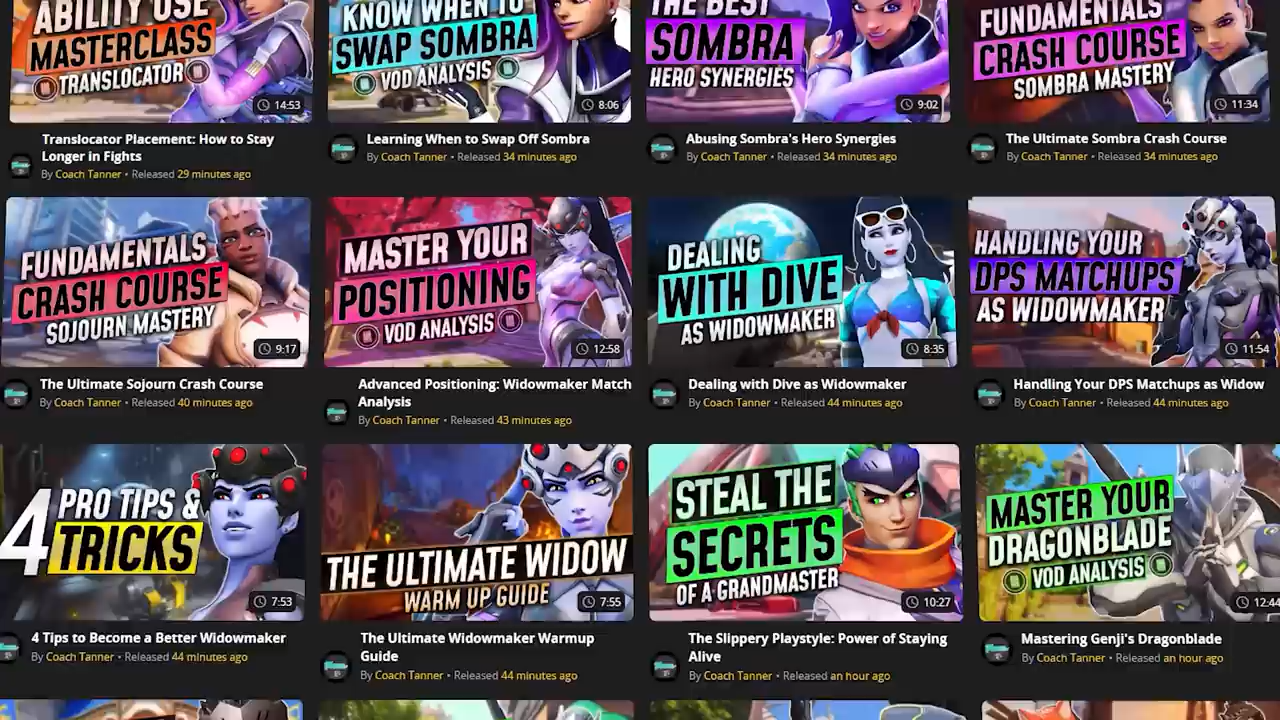 ABILITY USE
MASTERCLASS
TRANSLOCATOR
14:53
Translocator Placement: How to Stay
Longer in Fights
By Coach Tanner • Released 29 minutes ago
KNOW WHEN TO
SWAP SOMBRA
VOD ANALYSIS
8:06
Learning When to Swap Off Sombra
By Coach Tanner • Released 34 minutes ago
THE BEST
SOMBRA
HERO SYNERGIES
9:02
Abusing Sombra's Hero Synergies
By Coach Tanner • Released 34 minutes ago
FUNDAMENTALS
CRASH COURSE
SOMBRA MASTERY
11:34
The Ultimate Sombra Crash Course
By Coach Tanner • Released 34 minutes ago
FUNDAMENTALS
CRASH COURSE
SOJOURN MASTERY
9:17
The Ultimate Sojourn Crash Course
By Coach Tanner • Released 40 minutes ago
MASTER YOUR
POSITIONING
VOD ANALYSIS
12:58
Advanced Positioning: Widowmaker Match
Analysis
By Coach Tanner • Released 43 minutes ago
DEALING
WITH DIVE
AS WIDOWMAKER
8:35
Dealing with Dive as Widowmaker
By Coach Tanner • Released 44 minutes ago
HANDLING YOUR
DPS MATCHUPS
AS WIDOWMAKER
11:54
Handling Your DPS Matchups as Widow
By Coach Tanner • Released 44 minutes ago
4 PRO TIPS &
TRICKS
7:53
4 Tips to Become a Better Widowmaker
By Coach Tanner • Released 44 minutes ago
THE ULTIMATE WIDOW
WARM UP GUIDE
7:55
The Ultimate Widowmaker Warmup
Guide
By Coach Tanner • Released 44 minutes ago
STEAL THE
SECRETS
OF A GRANDMASTER
10:27
The Slippery Playstyle: Power of Staying
Alive
By Coach Tanner • Released an hour ago
MASTER YOUR
DRAGONBLADE
VOD ANALYSIS
12:44
Mastering Genji's Dragonblade
By Coach Tanner • Released an hour ago